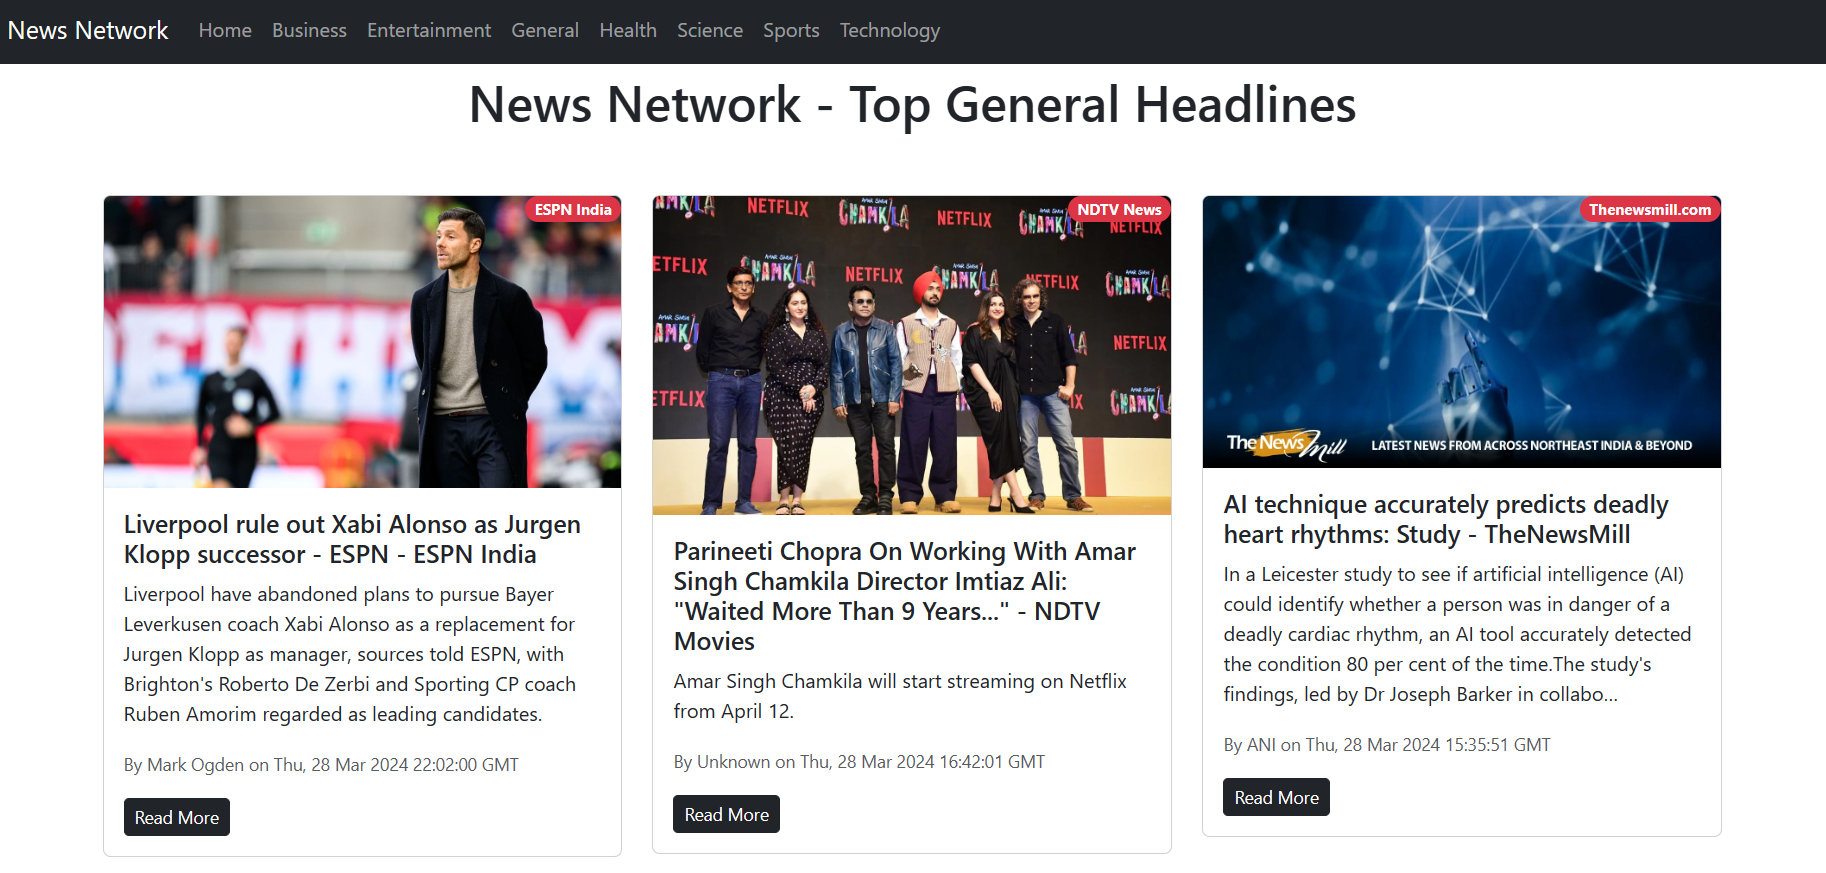 News Network Home Business Entertainment General Health Science Sports Technology
News Network - Top General Headlines
ESPN India
Liverpool rule out Xabi Alonso as Jurgen
Klopp successor - ESPN - ESPN India
Liverpool have abandoned plans to pursue Bayer
Leverkusen coach Xabi Alonso as a replacement for
Jurgen Klopp as manager, sources told ESPN, with
Brighton's Roberto De Zerbi and Sporting CP coach
Ruben Amorim regarded as leading candidates.
By Mark Ogden on Thu, 28 Mar 2024 22:02:00 GMT
Read More
NDTV News
NETFLIX
CHAMKILA
NETFLIX
NETFLIX
ETFLIX
CHAMKILA
NETFLIX
NETFLIX
NETFLIX
ETFLIX
Parineeti Chopra On Working With Amar
Singh Chamkila Director Imtiaz Ali:
"Waited More Than 9 Years..." - NDTV
Movies
Amar Singh Chamkila will start streaming on Netflix
from April 12.
By Unknown on Thu, 28 Mar 2024 16:42:01 GMT
Read More
Thenewsmill.com
The News Mill
LATEST NEWS FROM ACROSS NORTHEAST INDIA & BEYOND
AI technique accurately predicts deadly
heart rhythms: Study - TheNewsMill
In a Leicester study to see if artificial intelligence (AI)
could identify whether a person was in danger of a
deadly cardiac rhythm, an AI tool accurately detected
the condition 80 per cent of the time.The study's
findings, led by Dr Joseph Barker in collabo...
By ANI on Thu, 28 Mar 2024 15:35:51 GMT
Read More